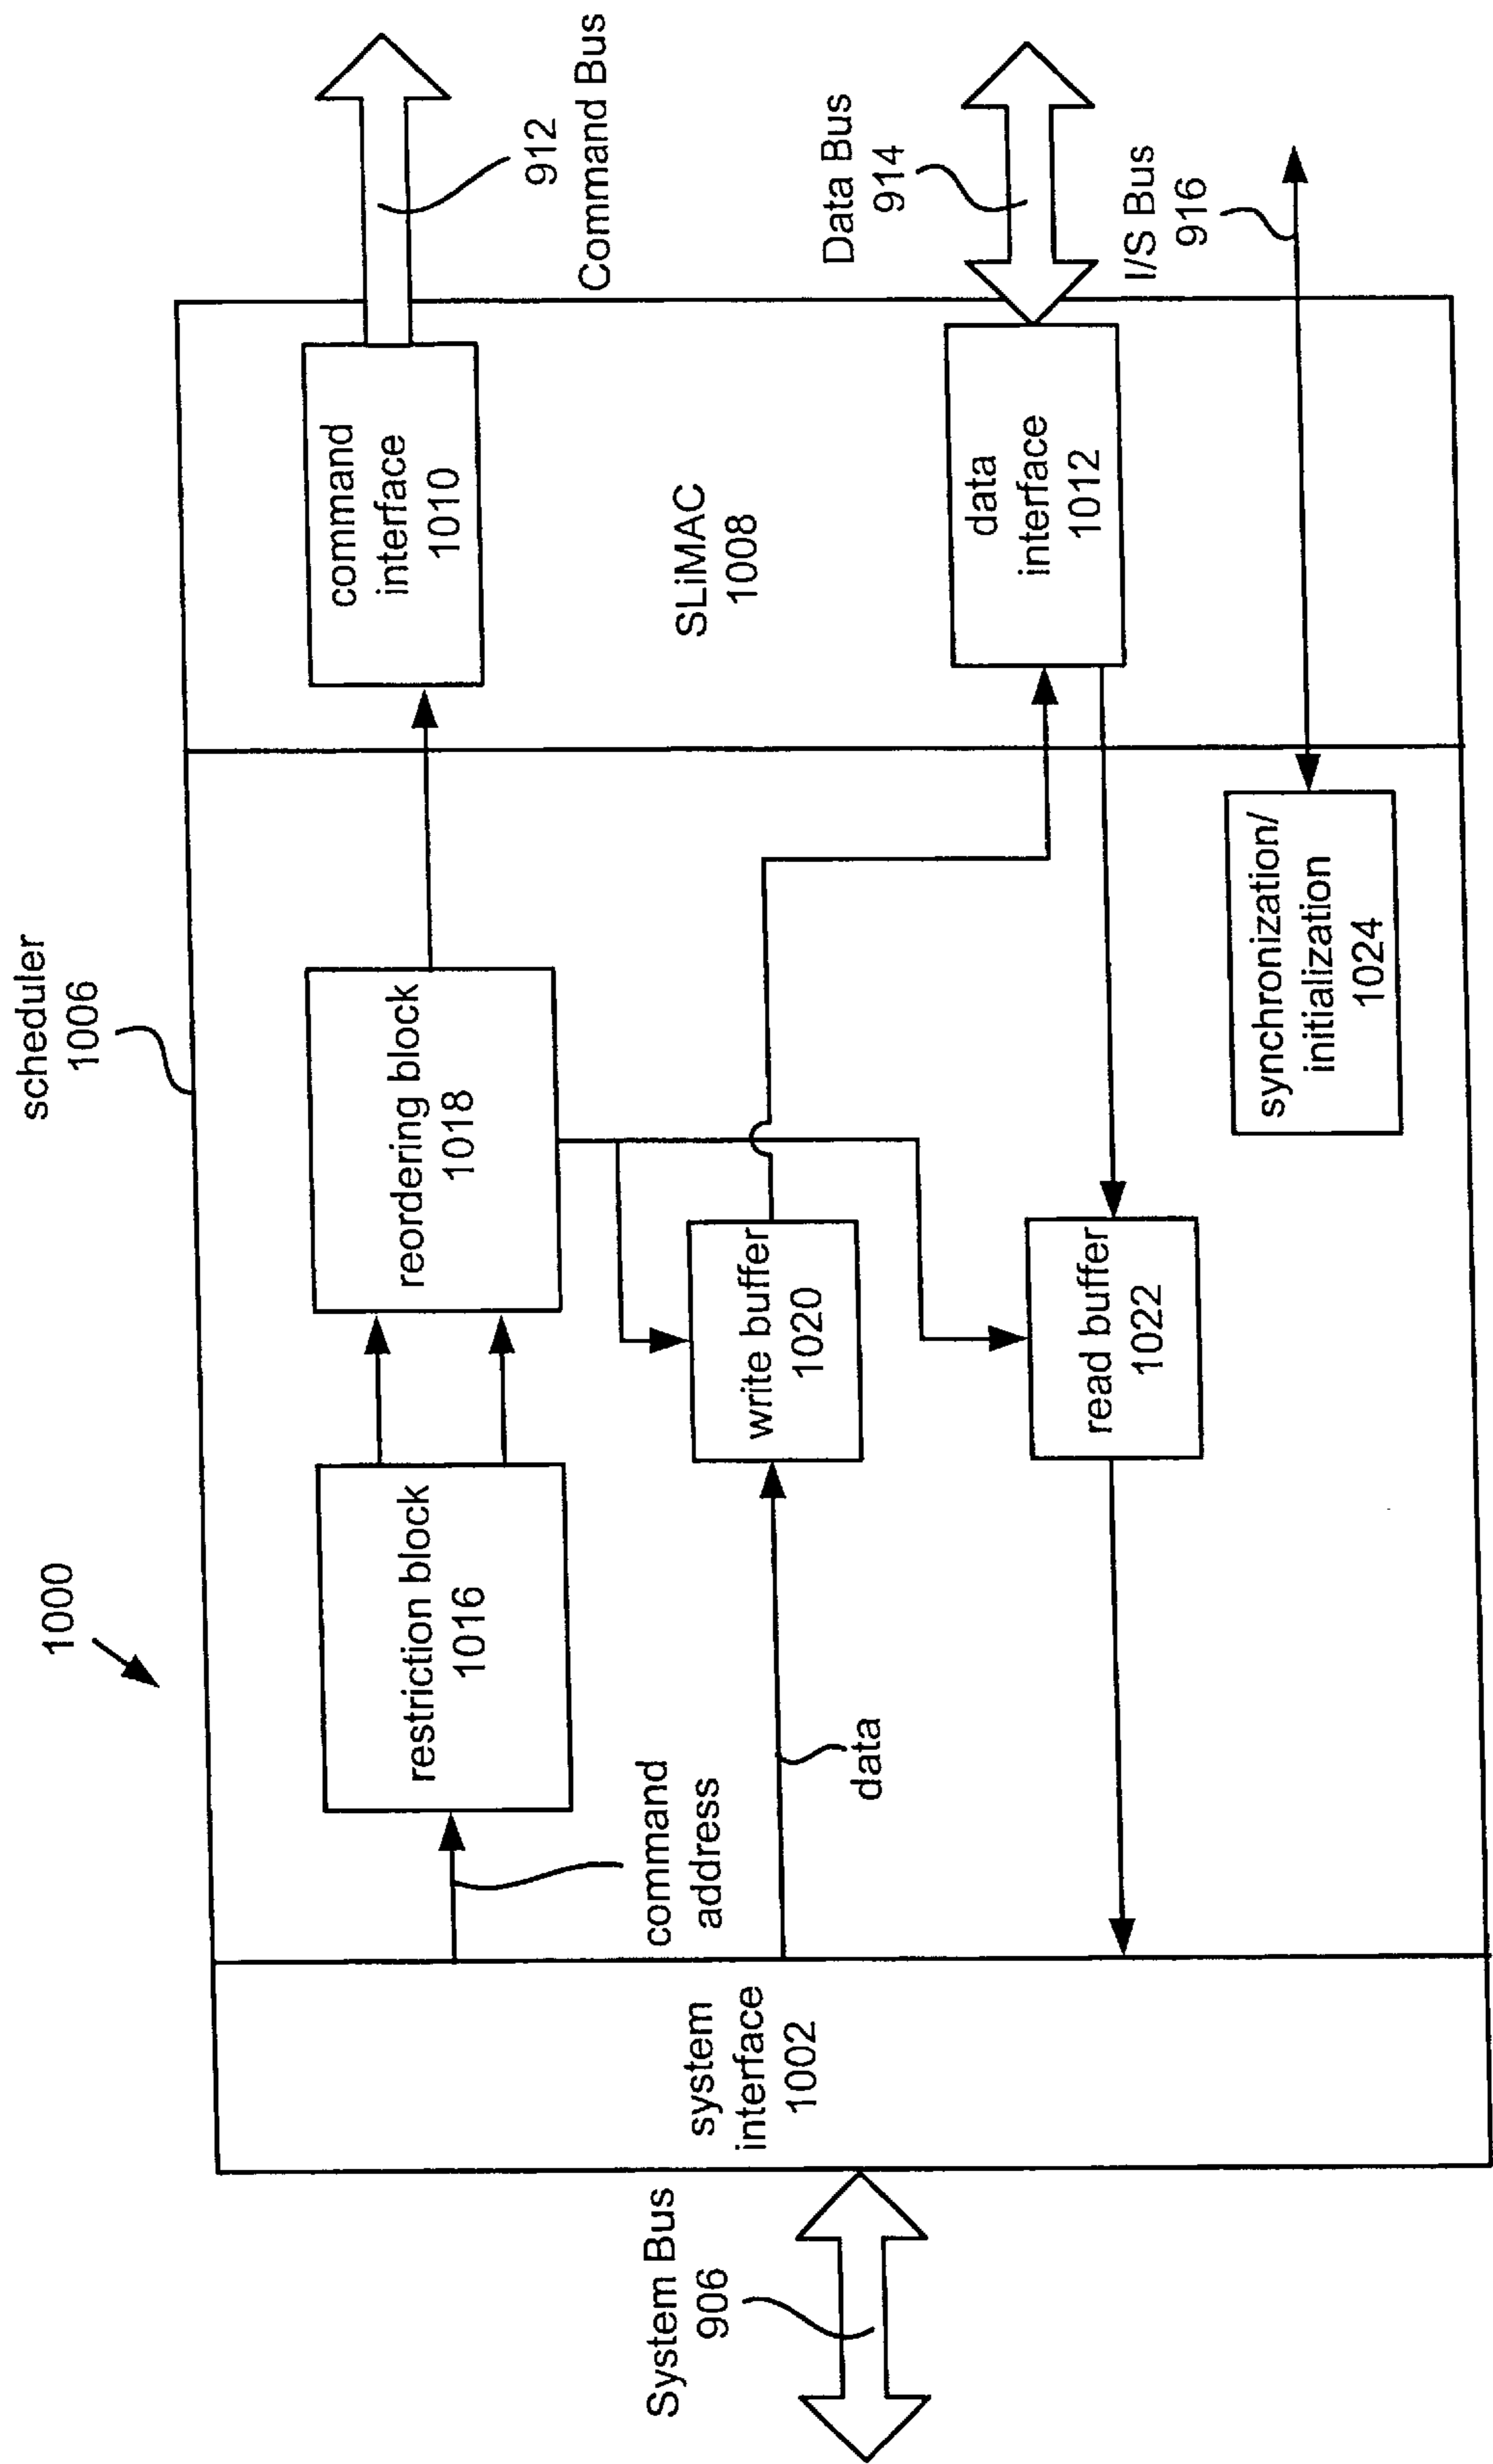 1000
scheduler
1006
System Bus
906
system
interface
1002
command
address
data
restriction block
1016
reordering block
1018
write buffer
1020
read buffer
1022
synchronization/
initialization
1024
SLiMAC
1008
command
interface
1010
data
interface
1012
912
Command Bus
Data Bus
914
I/S Bus
916